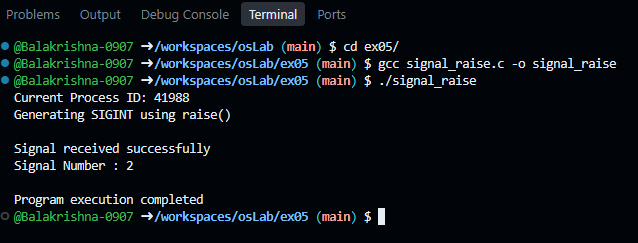 Problems Output Debug Console Terminal Ports
@Balakrishna-0907 ➜/workspaces/osLab (main) $ cd ex05/
@Balakrishna-0907 ➜/workspaces/osLab/ex05 (main) $ gcc signal_raise.c -o signal_raise
@Balakrishna-0907 ➜/workspaces/osLab/ex05 (main) $ ./signal_raise
Current Process ID: 41988
Generating SIGINT using raise()
Signal received successfully
Signal Number : 2
Program execution completed
@Balakrishna-0907 ➜/workspaces/osLab/ex05 (main) $